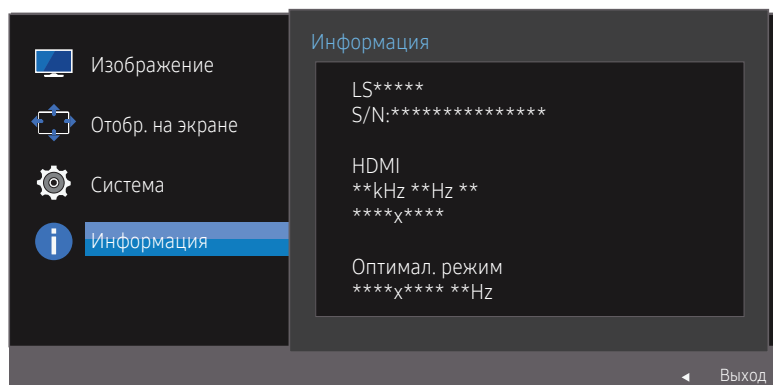 Изображение
Отобр. на экране
Система
Информация
Информация
LS*****
S/N:***************
HDMI
**kHz **Hz **
****x****
Оптимал. режим
****x**** **Hz
Выход